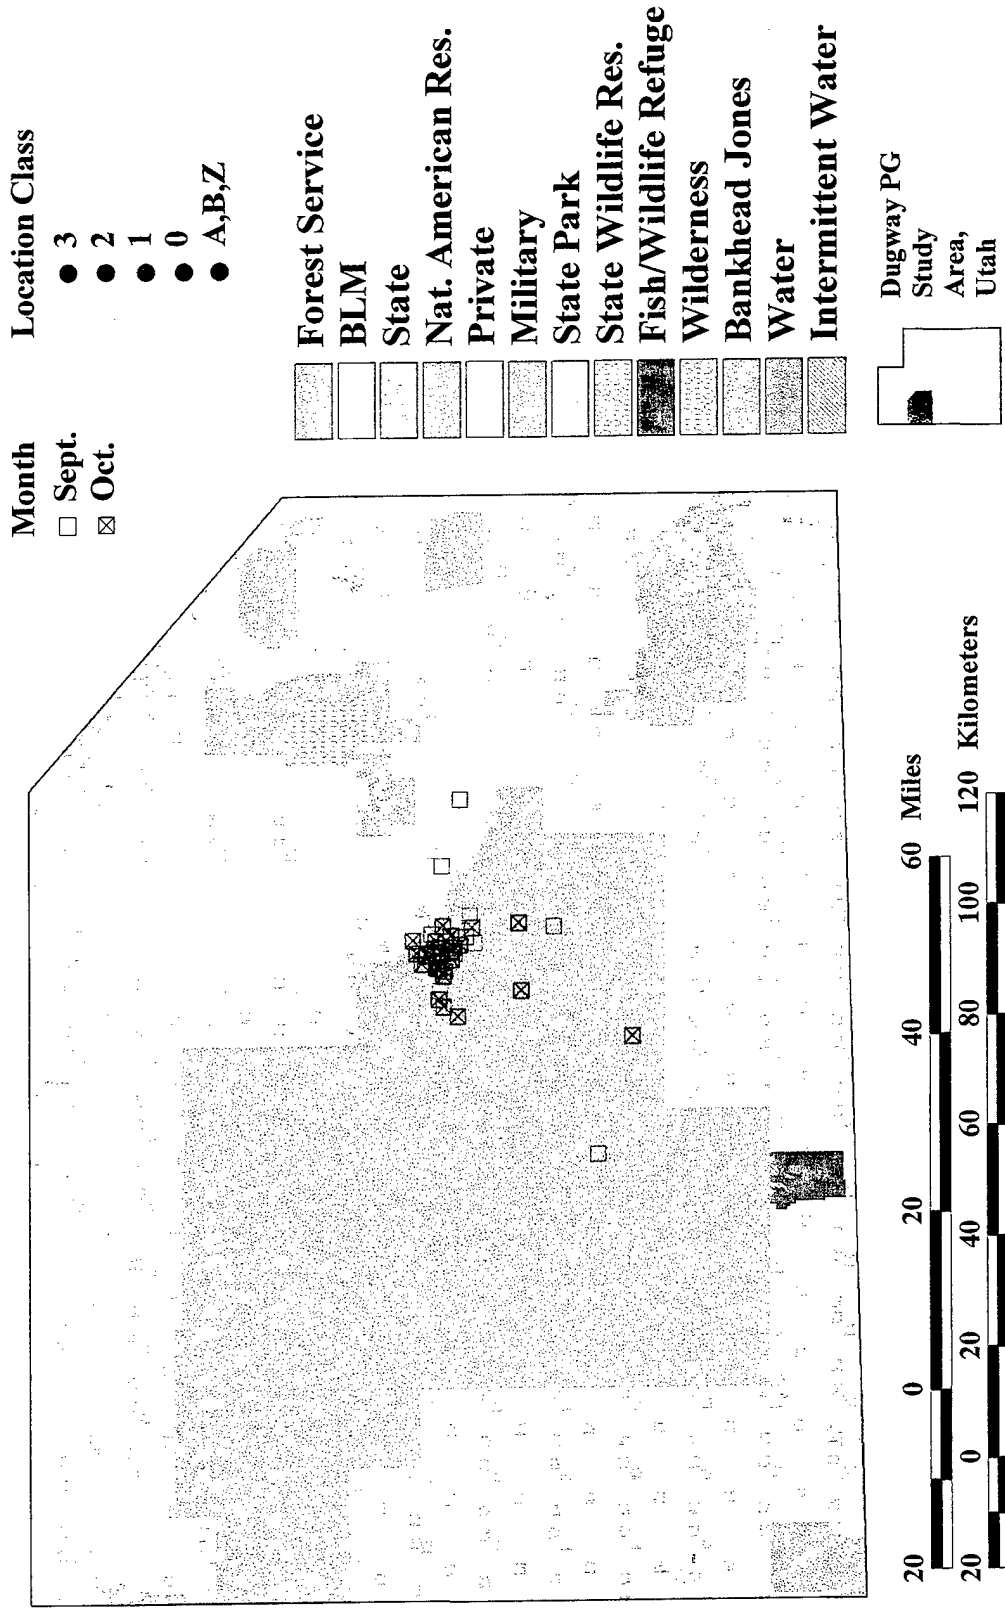 Month
Sept.
Oct.
Location Class
3
2
1
0
A,B,Z
Forest Service
BLM
State
Nat. American Res.
Private
Military
State Park
State Wildlife Res.
Fish/Wildlife Refuge
Wilderness
Bankhead Jones
Water
Intermittent Water
Dugway PG
Study
Area,
Utah
20 0 20 40 60 Miles
20 0 20 40 60 80 100 120 Kilometers